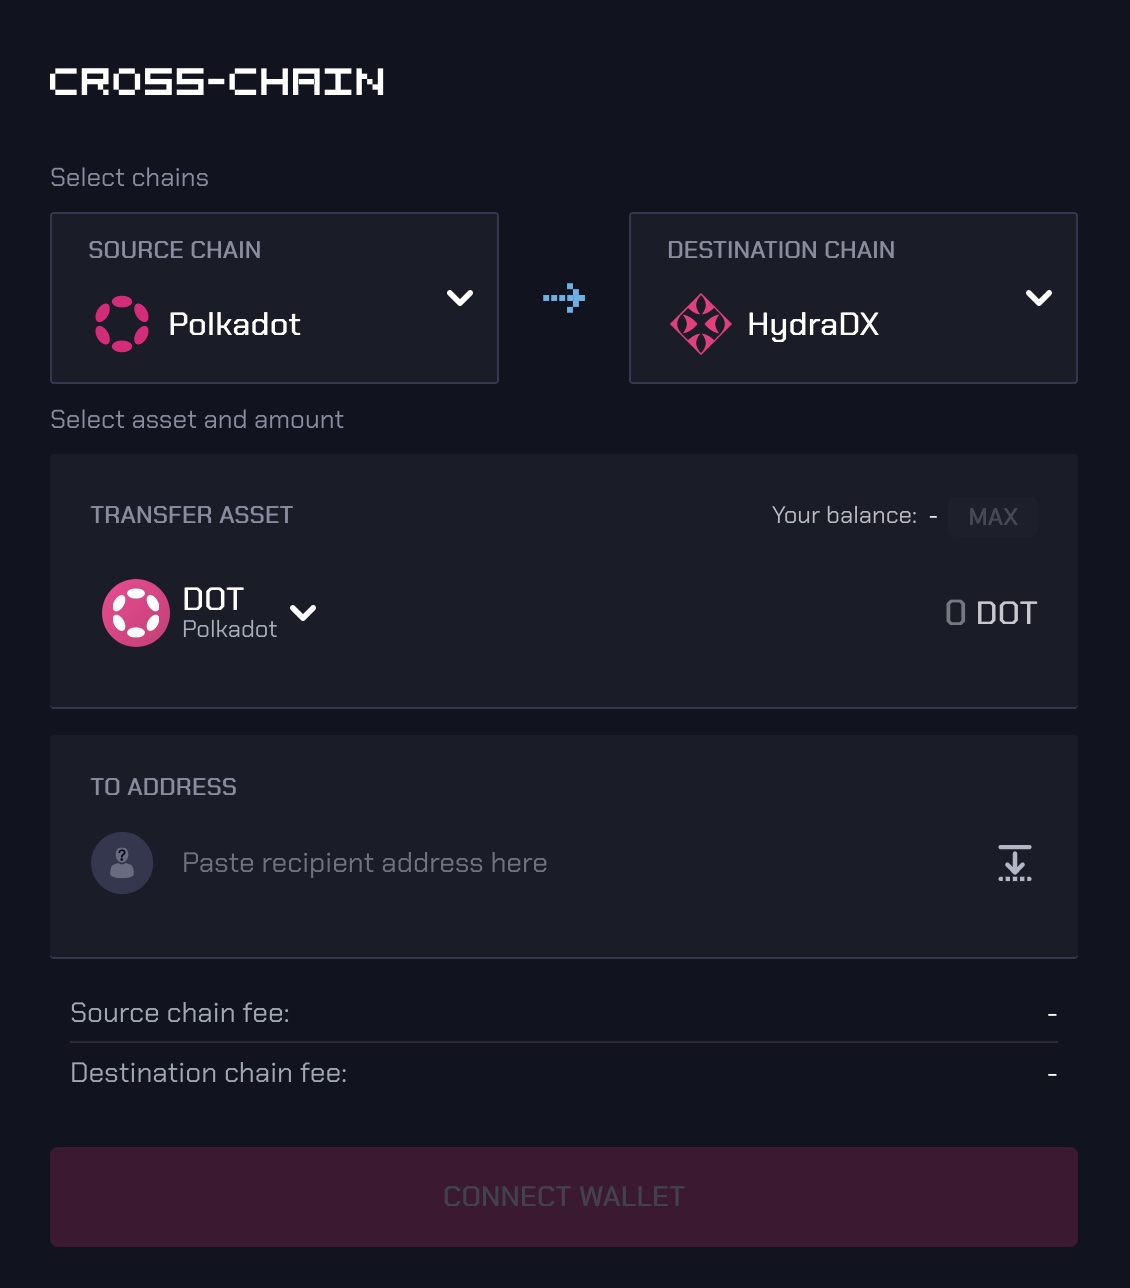 CROSS-CHAIN
Select chains
SOURCE CHAIN
Polkadot
DESTINATION CHAIN
HydraDX
Select asset and amount
TRANSFER ASSET
Your balance: - MAX
DOT
Polkadot
0 DOT
TO ADDRESS
?
Paste recipient address here
Source chain fee: -
Destination chain fee: -
CONNECT WALLET